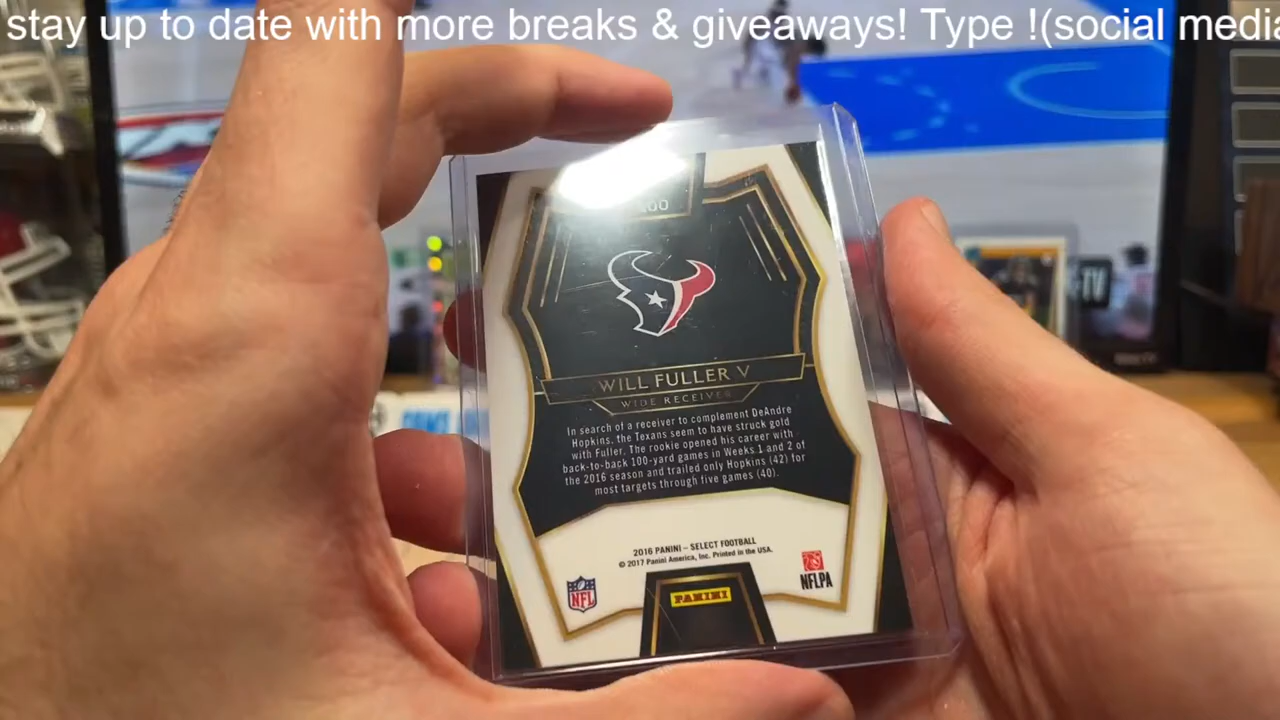 stay up to date with more breaks & giveaways! Type !(social media
WILL FULLER V
WIDE RECEIVER
In search of a receiver to complement DeAndre
Hopkins, the Texans seem to have struck gold
with Fuller. The rookie opened his career with
back-to-back 100-yard games in Weeks 1 and 2 of
the 2016 season and trailed only Hopkins (42) for
most targets through five games (40).
2016 PANINI – SELECT FOOTBALL
© 2017 Panini America, Inc. Printed in the USA.
NFL
NFLPA
PANINI
TV